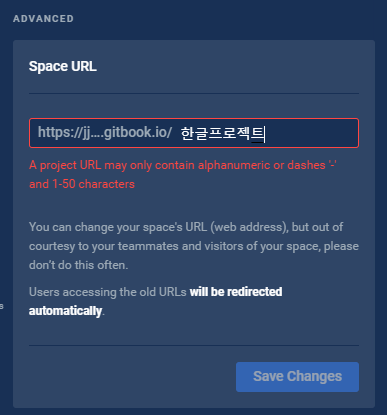 ADVANCED
Space URL
https://jj....gitbook.io/ 한글프로젝트
A project URL may only contain alphanumeric or dashes '-'
and 1-50 characters
You can change your space's URL (web address), but out of
courtesy to your teammates and visitors of your space, please
don't do this often.
Users accessing the old URLs will be redirected
automatically.
s
Save Changes